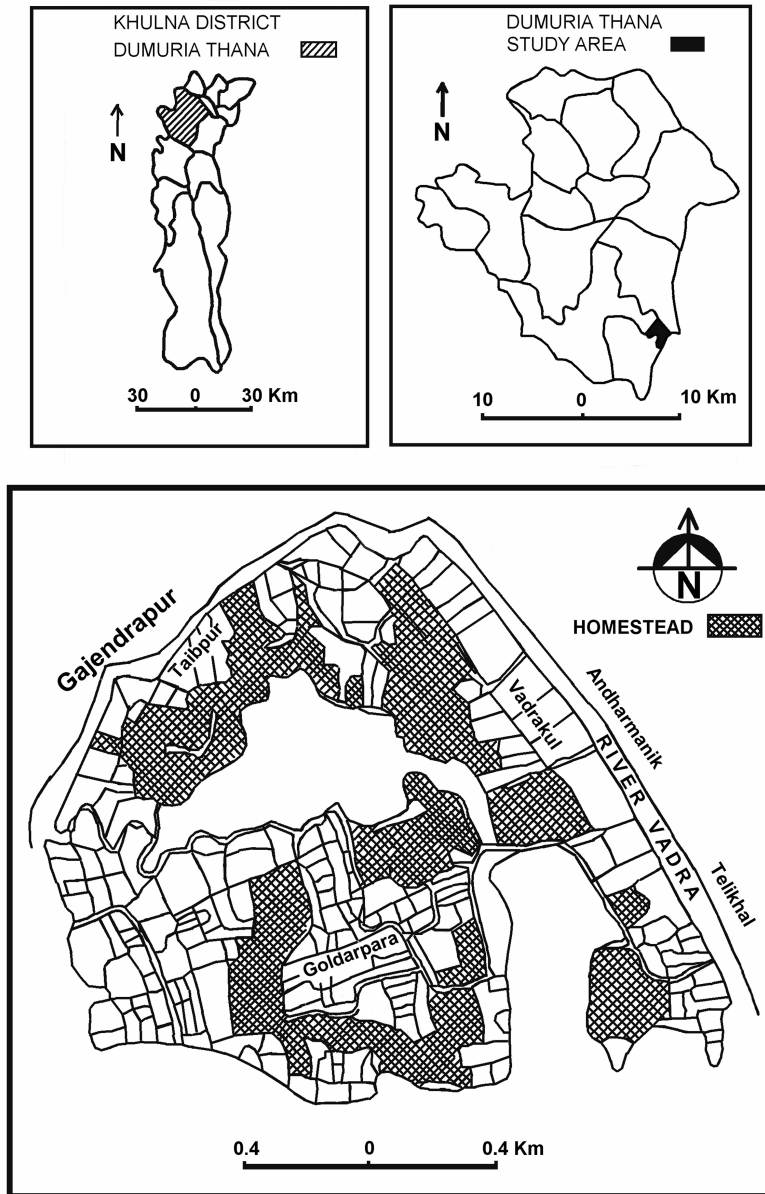 KHULNA DISTRICT
DUMURIA THANA
N
30 0 30 Km
DUMURIA THANA
STUDY AREA
N
10 0 10 Km
N
HOMESTEAD
Gajendrapur
Taibpur
Vadrakul
Andharmanik
RIVER VADRA
Telikhal
Goldarpara
0.4 0 0.4 Km